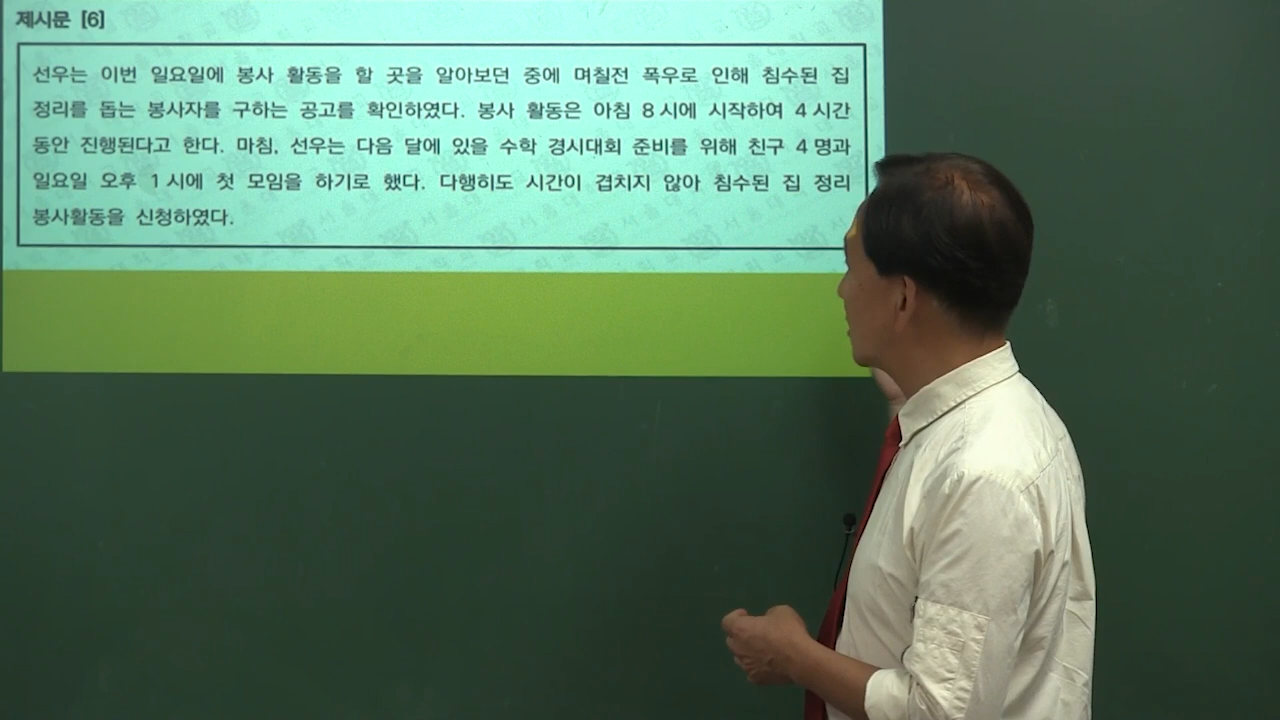 제시문 [6]
선우는 이번 일요일에 봉사 활동을 할 곳을 알아보던 중에 며칠전 폭우로 인해 침수된 집
정리를 돕는 봉사자를 구하는 공고를 확인하였다. 봉사 활동은 아침 8시에 시작하여 4시간
동안 진행된다고 한다. 마침, 선우는 다음 달에 있을 수학 경시대회 준비를 위해 친구 4명과
일요일 오후 1시에 첫 모임을 하기로 했다. 다행히도 시간이 겹치지 않아 침수된 집 정리
봉사활동을 신청하였다.